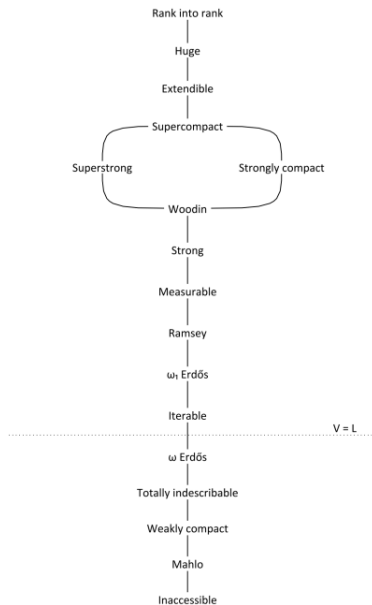 Rank into rank
Huge
Extendible
Supercompact
Superstrong
Strongly compact
Woodin
Strong
Measurable
Ramsey
ω₁ Erdős
Iterable
V = L
ω Erdős
Totally indescribable
Weakly compact
Mahlo
Inaccessible